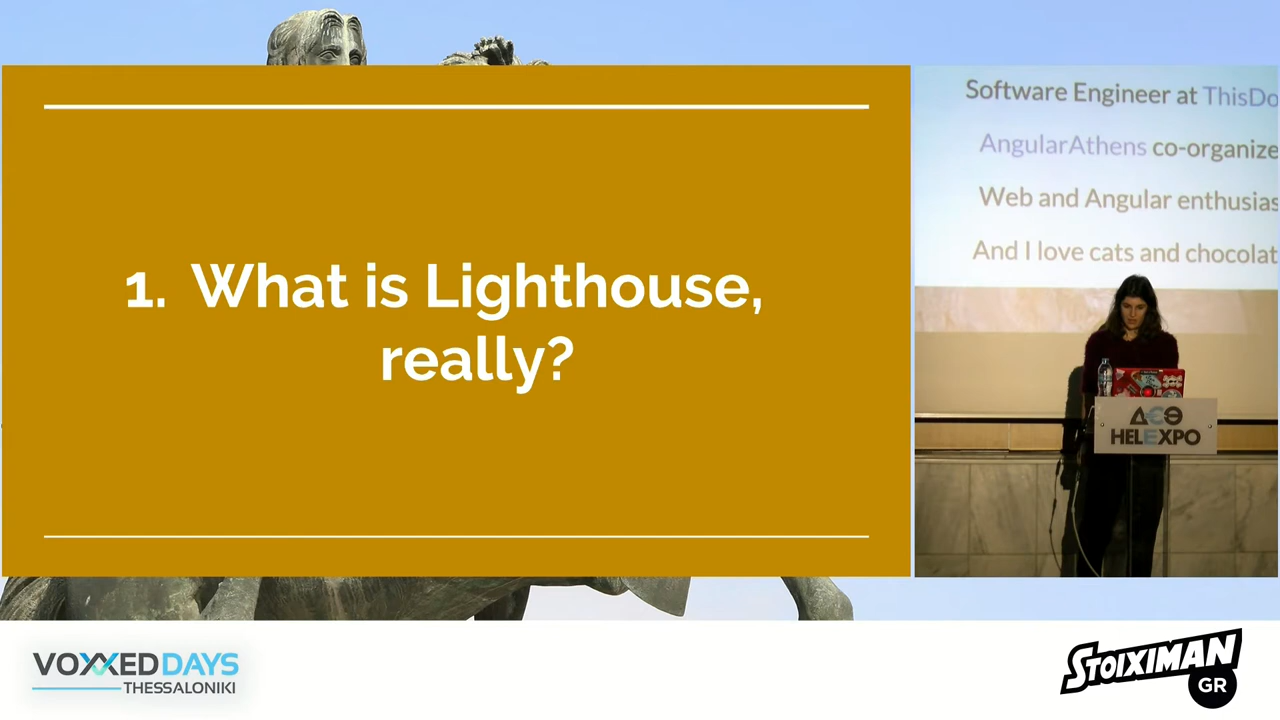 1. What is Lighthouse,
really?
Software Engineer at ThisDo
AngularAthens co-organize
Web and Angular enthusias
And I love cats and chocolat
ΔΕΘ
HELEXPO
VOXXED DAYS
THESSALONIKI
STOIXIMAN
GR